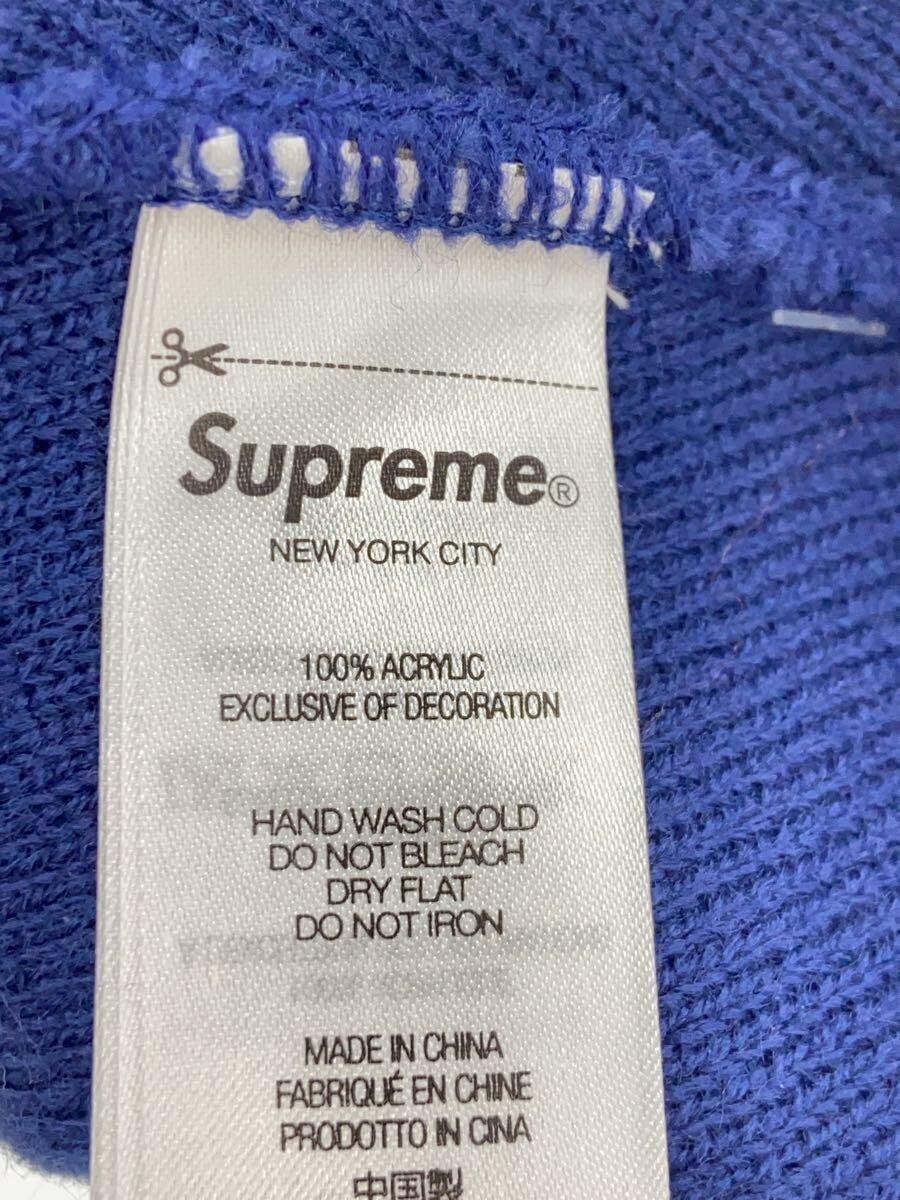 Supreme®
NEW YORK CITY
100% ACRYLIC
EXCLUSIVE OF DECORATION
HAND WASH COLD
DO NOT BLEACH
DRY FLAT
DO NOT IRON
MADE IN CHINA
FABRIQUÉ EN CHINE
PRODOTTO IN CINA
中国製